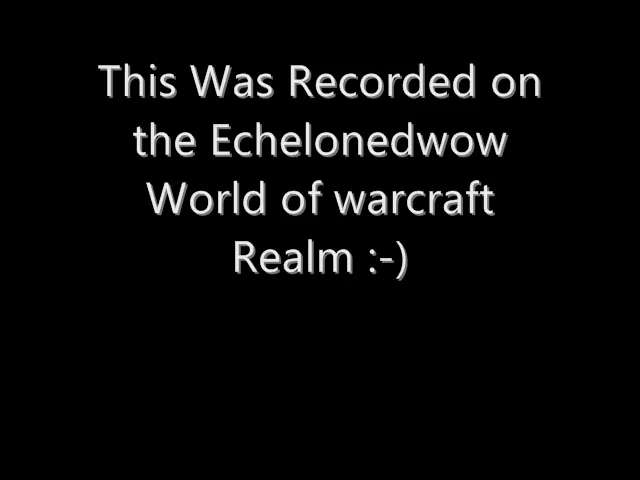 This Was Recorded on
the Echelonedwow
World of warcraft
Realm :-)